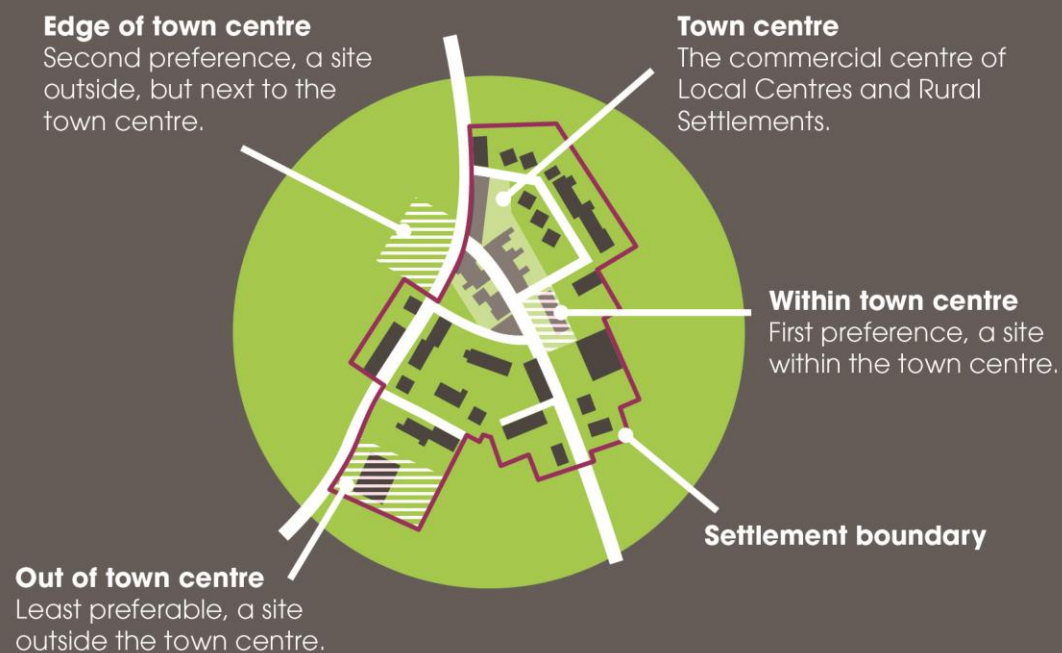 Edge of town centre
Second preference, a site
outside, but next to the
town centre.
Town centre
The commercial centre of
Local Centres and Rural
Settlements.
Within town centre
First preference, a site
within the town centre.
Settlement boundary
Out of town centre
Least preferable, a site
outside the town centre.